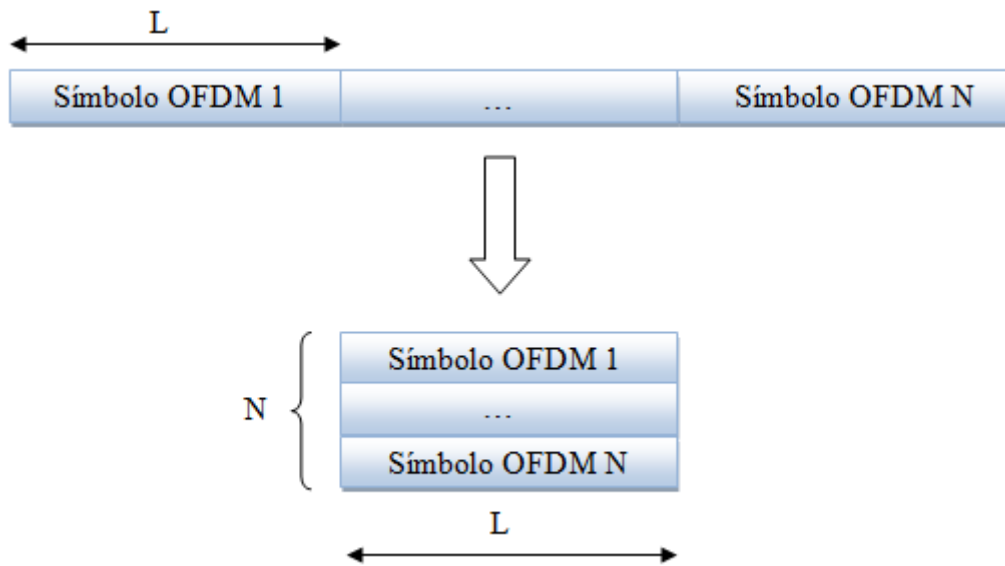 L
Símbolo OFDM 1 ... Símbolo OFDM N
Símbolo OFDM 1
N ...
Símbolo OFDM N
L